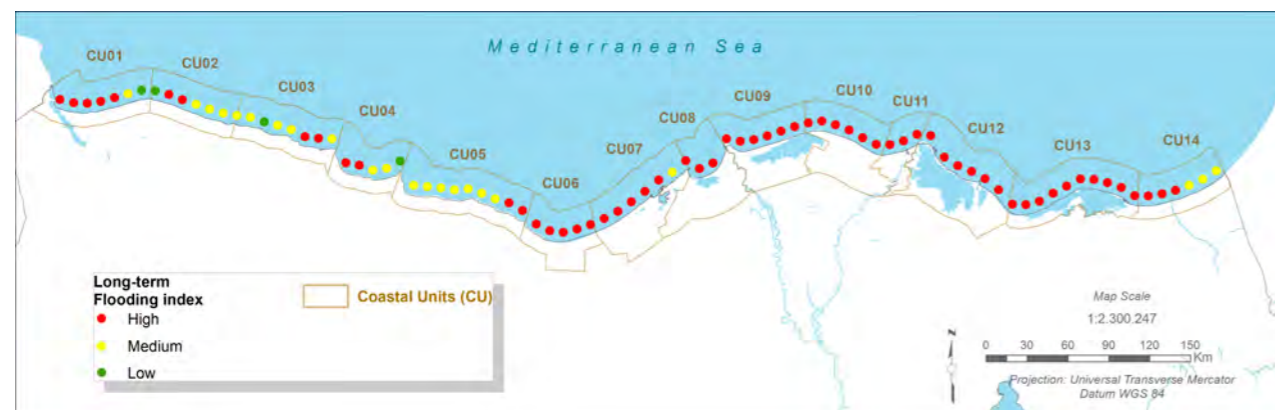 Mediterranean Sea
CU01
CU02
CU03
CU04
CU05
CU06
CU07
CU08
CU09
CU10
CU11
CU12
CU13
CU14
Long-term
Flooding index
High
Medium
Low
Coastal Units (CU)
Map Scale
1:2.300.247
N
0 30 60 90 120 150
Km
Projection: Universal Transverse Mercator
Datum WGS 84